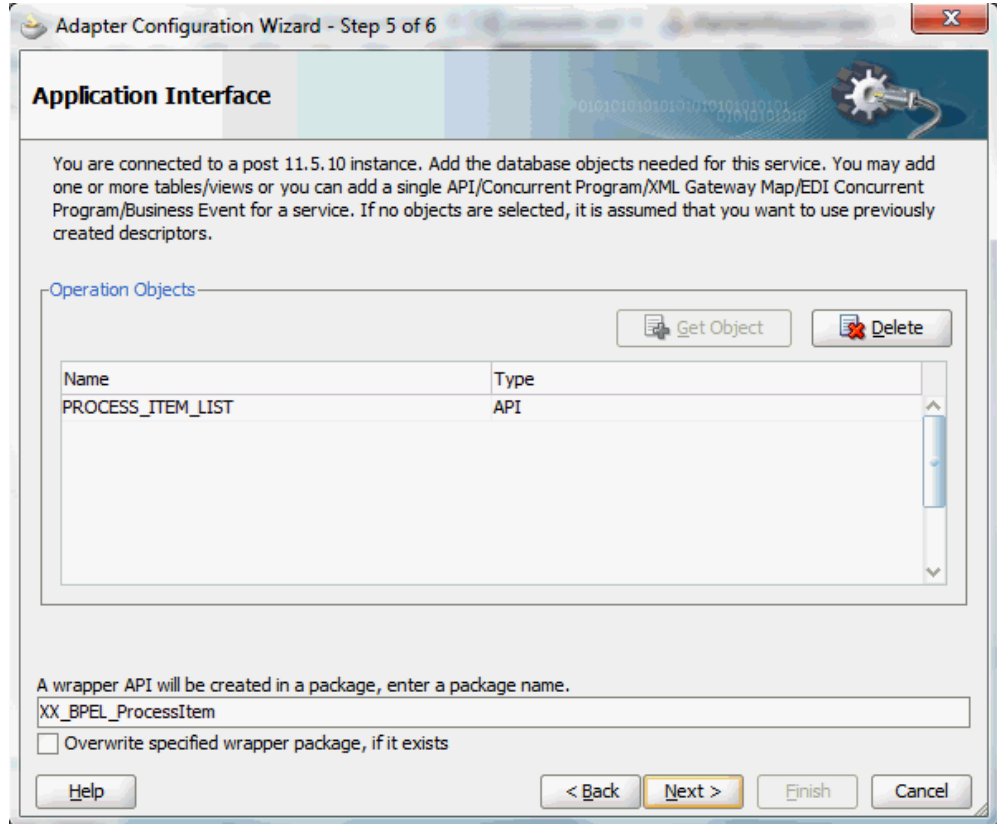 Adapter Configuration Wizard - Step 5 of 6
Application Interface
You are connected to a post 11.5.10 instance. Add the database objects needed for this service. You may add
one or more tables/views or you can add a single API/Concurrent Program/XML Gateway Map/EDI Concurrent
Program/Business Event for a service. If no objects are selected, it is assumed that you want to use previously
created descriptors.
Operation Objects
Get Object Delete
Name Type
PROCESS_ITEM_LIST API
A wrapper API will be created in a package, enter a package name.
XX_BPEL_ProcessItem
Overwrite specified wrapper package, if it exists
Help < Back Next > Finish Cancel